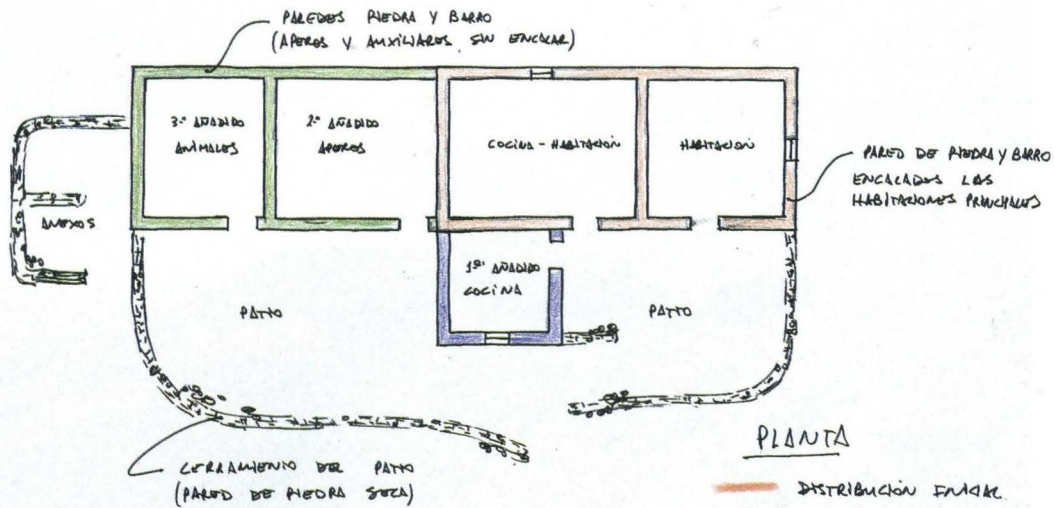 PAREDES PIEDRA Y BARRO
(APEROS Y AUXILIARES SIN ENCALAR)
3º AÑADIDO
ANIMALES
2º AÑADIDO
APEROS
COCINA - HABITACIÓN
HABITACIÓN
PARED DE PIEDRA Y BARRO
ENCALADOS LAS
HABITACIONES PRINCIPALES
ANEXOS
1º AÑADIDO
COCINA
PATIO
PATIO
CERRAMIENTO DEL PATIO
(PARED DE PIEDRA SECA)
PLANTA
DISTRIBUCIÓN INICIAL